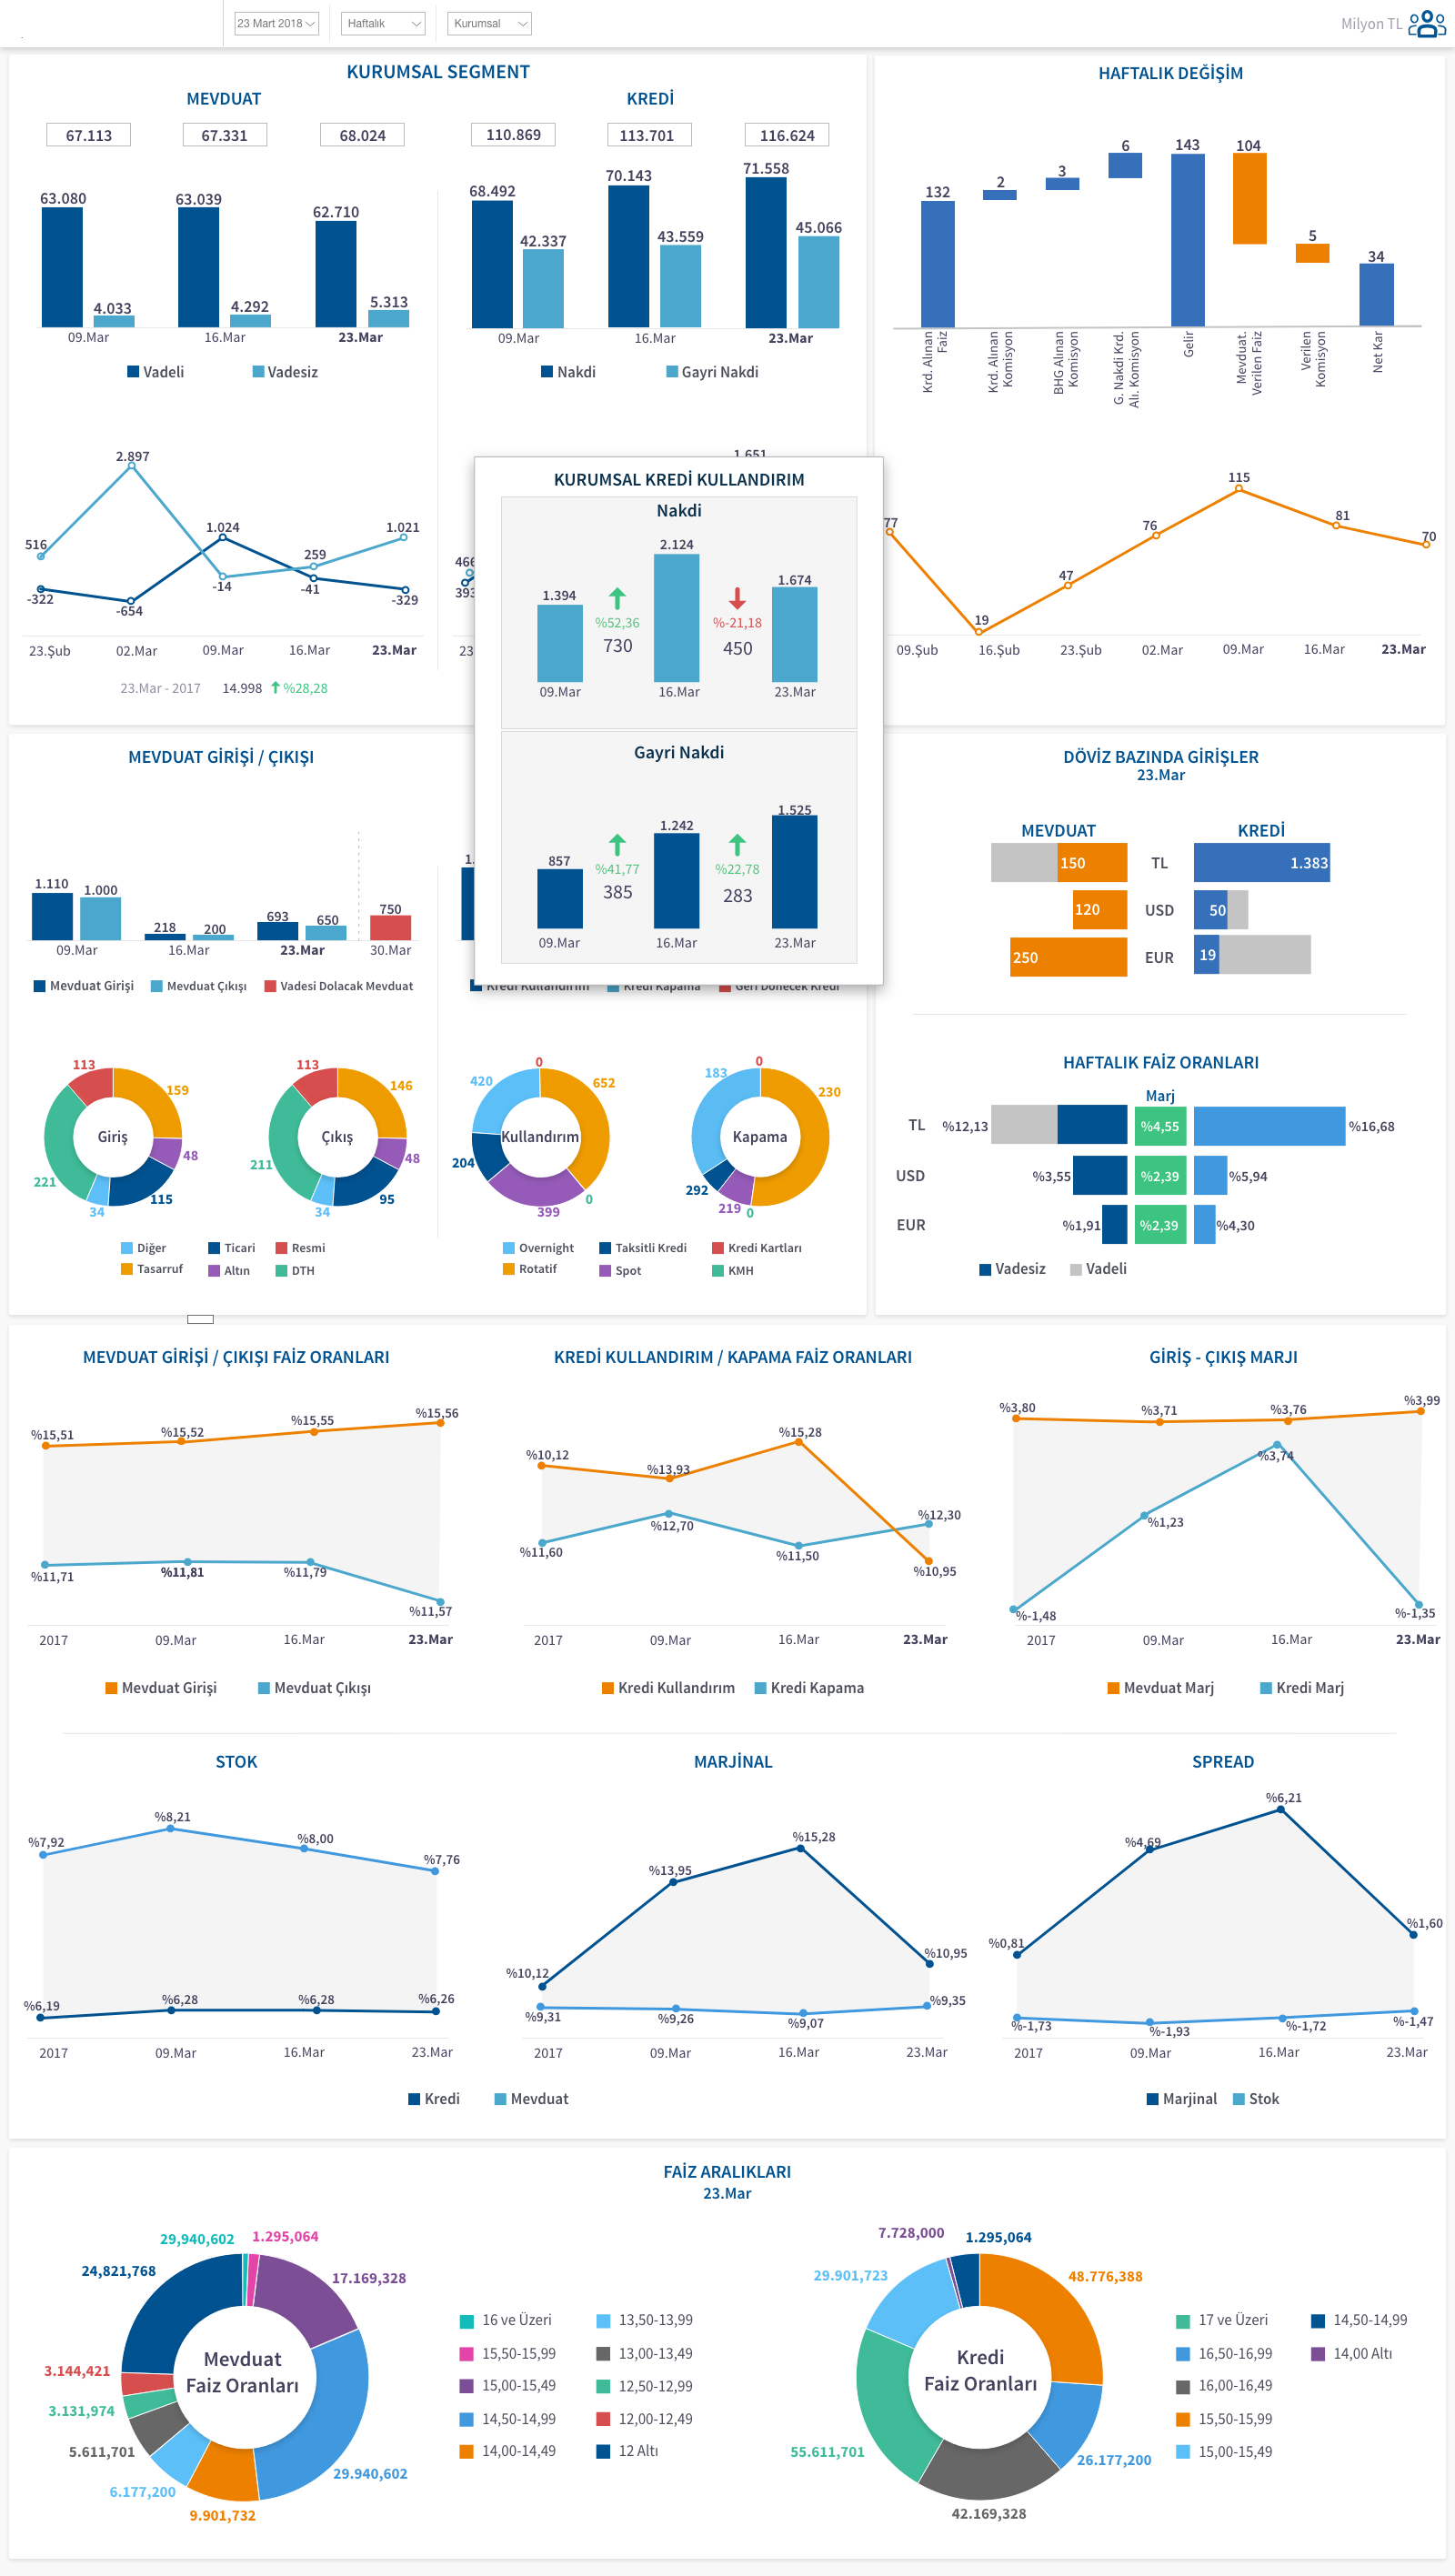 23 Mart 2018
Haftalık
Kurumsal
Milyon TL
KURUMSAL SEGMENT
MEVDUAT
KREDİ
67.113
67.331
68.024
110.869
113.701
116.624
63.080
4.033
63.039
4.292
62.710
5.313
68.492
42.337
70.143
43.559
71.558
45.066
09.Mar
16.Mar
23.Mar
09.Mar
16.Mar
23.Mar
Vadeli
Vadesiz
Nakdi
Gayri Nakdi
HAFTALIK DEĞİŞİM
132
2
3
6
143
104
5
34
Krd. Alınan
Faiz
Krd. Alınan
Komisyon
BHG Alınan
Komisyon
G. Nakdi Krd.
Alı. Komisyon
Gelir
Mevduat.
Verilen Faiz
Verilen
Komisyon
Net Kar
516
2.897
1.024
-14
259
1.021
-322
-654
-41
-329
23.Şub
02.Mar
09.Mar
16.Mar
23.Mar
23.Mar - 2017
14.998
%28,28
1.651
466
393
23
KURUMSAL KREDİ KULLANDIRIM
Nakdi
1.394
%52,36
730
2.124
%-21,18
450
1.674
09.Mar
16.Mar
23.Mar
Gayri Nakdi
857
%41,77
385
1.242
%22,78
283
1.525
09.Mar
16.Mar
23.Mar
77
19
47
76
115
81
70
09.Şub
16.Şub
23.Şub
02.Mar
09.Mar
16.Mar
23.Mar
MEVDUAT GİRİŞİ / ÇIKIŞI
1.110
1.000
218
200
693
650
750
09.Mar
16.Mar
23.Mar
30.Mar
Mevduat Girişi
Mevduat Çıkışı
Vadesi Dolacak Mevduat
1.
Kredi Kullandırım
Kredi Kapama
Geri Dönecek Kredi
DÖVİZ BAZINDA GİRİŞLER
23.Mar
MEVDUAT
KREDİ
150
TL
1.383
120
USD
50
250
EUR
19
HAFTALIK FAİZ ORANLARI
Marj
TL
%12,13
%4,55
%16,68
USD
%3,55
%2,39
%5,94
EUR
%1,91
%2,39
%4,30
Vadesiz
Vadeli
Giriş
113
159
48
115
34
221
Çıkış
113
146
48
95
34
211
Kullandırım
0
652
0
399
204
420
Kapama
0
230
0
219
292
183
Diğer
Ticari
Resmi
Tasarruf
Altın
DTH
Overnight
Taksitli Kredi
Kredi Kartları
Rotatif
Spot
KMH
MEVDUAT GİRİŞİ / ÇIKIŞI FAİZ ORANLARI
%15,51
%15,52
%15,55
%15,56
%11,71
%11,81
%11,79
%11,57
2017
09.Mar
16.Mar
23.Mar
Mevduat Girişi
Mevduat Çıkışı
KREDİ KULLANDIRIM / KAPAMA FAİZ ORANLARI
%10,12
%13,93
%15,28
%12,30
%11,60
%12,70
%11,50
%10,95
2017
09.Mar
16.Mar
23.Mar
Kredi Kullandırım
Kredi Kapama
GİRİŞ - ÇIKIŞ MARJI
%3,80
%3,71
%3,76
%3,99
%-1,48
%1,23
%3,74
%-1,35
2017
09.Mar
16.Mar
23.Mar
Mevduat Marj
Kredi Marj
STOK
%7,92
%8,21
%8,00
%7,76
%6,19
%6,28
%6,28
%6,26
2017
09.Mar
16.Mar
23.Mar
MARJİNAL
%10,12
%13,95
%15,28
%10,95
%9,31
%9,26
%9,07
%9,35
2017
09.Mar
16.Mar
23.Mar
Kredi
Mevduat
SPREAD
%0,81
%4,69
%6,21
%1,60
%-1,73
%-1,93
%-1,72
%-1,47
2017
09.Mar
16.Mar
23.Mar
Marjinal
Stok
FAİZ ARALIKLARI
23.Mar
29,940,602
1.295,064
24,821,768
17.169,328
3.144,421
3.131,974
5.611,701
6.177,200
9.901,732
29.940,602
Mevduat
Faiz Oranları
16 ve Üzeri
13,50-13,99
15,50-15,99
13,00-13,49
15,00-15,49
12,50-12,99
14,50-14,99
12,00-12,49
14,00-14,49
12 Altı
7.728,000
1.295,064
29.901,723
48.776,388
55.611,701
26.177,200
42.169,328
Kredi
Faiz Oranları
17 ve Üzeri
14,50-14,99
16,50-16,99
14,00 Altı
16,00-16,49
15,50-15,99
15,00-15,49